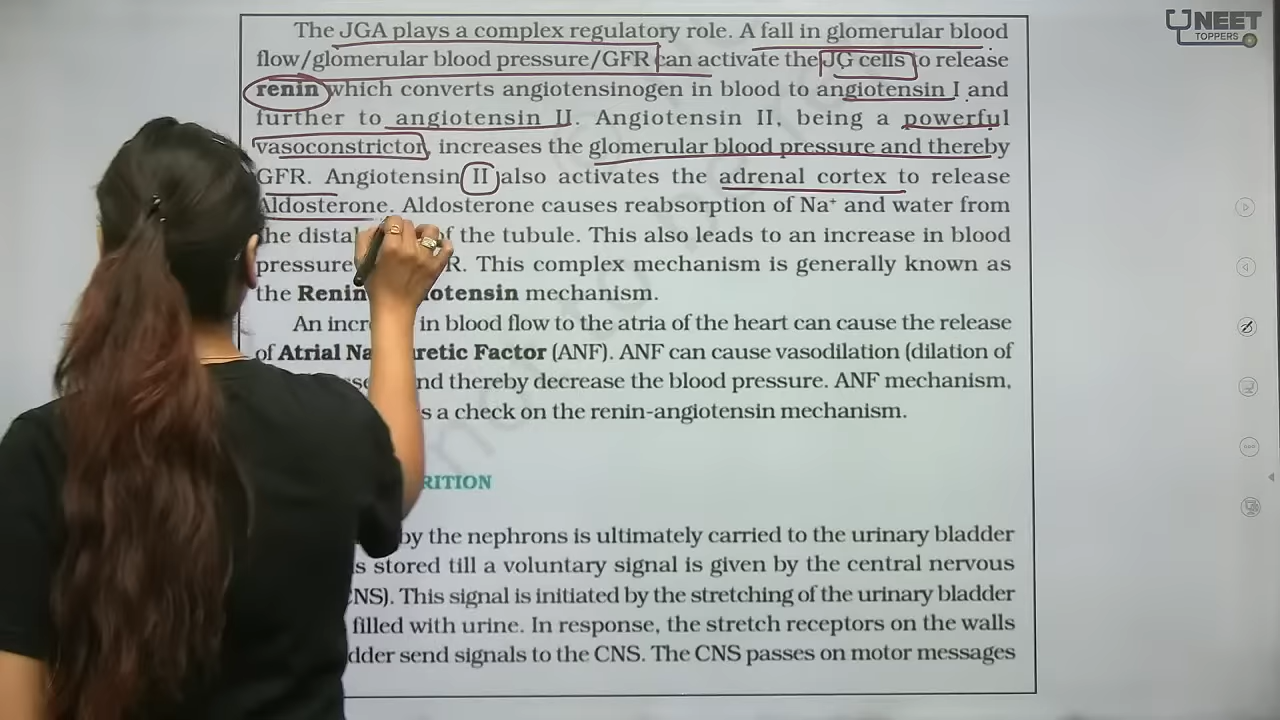 The JGA plays a complex regulatory role. A fall in glomerular blood
flow/glomerular blood pressure/GFR can activate the JG cells to release
renin which converts angiotensinogen in blood to angiotensin I and
further to angiotensin II. Angiotensin II, being a powerful
vasoconstrictor, increases the glomerular blood pressure and thereby
GFR. Angiotensin II also activates the adrenal cortex to release
Aldosterone. Aldosterone causes reabsorption of Na⁺ and water from
the distal of the tubule. This also leads to an increase in blood
pressure This complex mechanism is generally known as
the Renin mechanism.
An in blood flow to the atria of the heart can cause the release
of Atrial Factor (ANF). ANF can cause vasodilation (dilation of
and thereby decrease the blood pressure. ANF mechanism,
a check on the renin-angiotensin mechanism.
by the nephrons is ultimately carried to the urinary bladder
stored till a voluntary signal is given by the central nervous
This signal is initiated by the stretching of the urinary bladder
filled with urine. In response, the stretch receptors on the walls
send signals to the CNS. The CNS passes on motor messages
NEET
TOPPERS